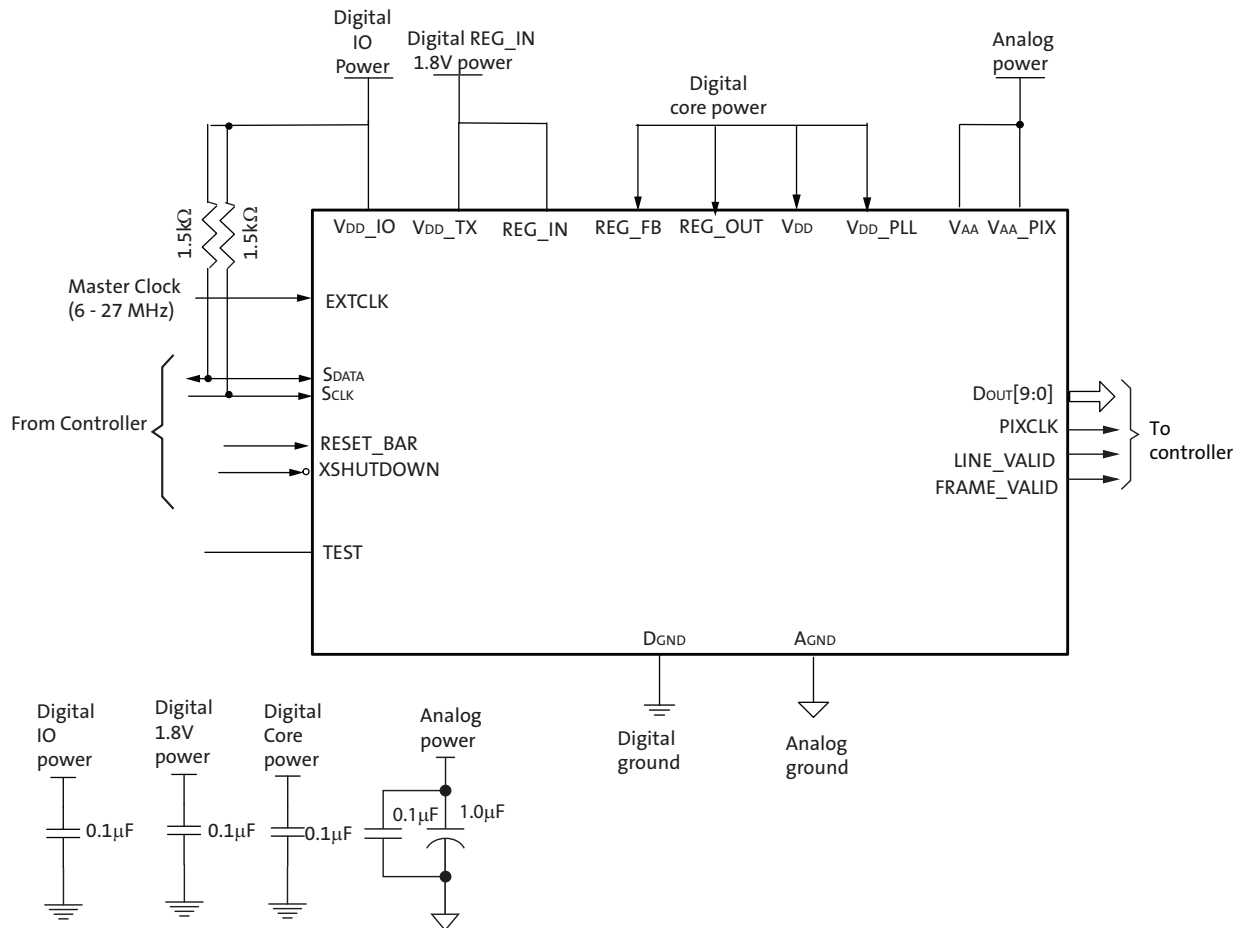 Digital
IO
Power
Digital REG_IN
1.8V power
Digital
core power
Analog
power
1.5kΩ
1.5kΩ
VDD_IO
VDD_TX
REG_IN
REG_FB
REG_OUT
VDD
VDD_PLL
VAA
VAA_PIX
Master Clock
(6 - 27 MHz)
EXTCLK
From Controller
SDATA
SCLK
RESET_BAR
XSHUTDOWN
TEST
DOUT[9:0]
PIXCLK
LINE_VALID
FRAME_VALID
To
controller
DGND
AGND
Digital
ground
Analog
ground
Digital
IO
power
0.1µF
Digital
1.8V
power
0.1µF
Digital
Core
power
0.1µF
Analog
power
0.1µF
1.0µF